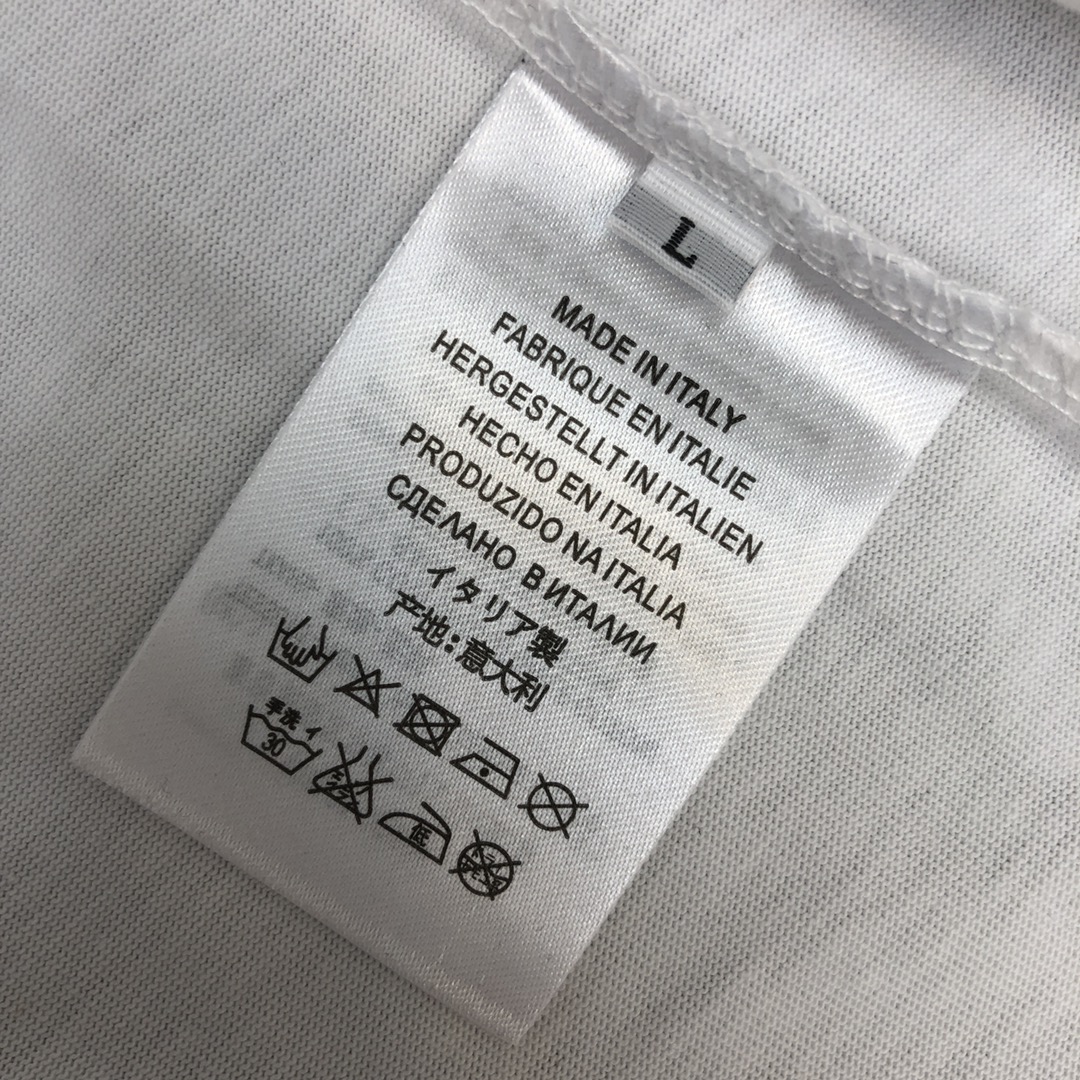 L
MADE IN ITALY
FABRIQUE EN ITALIE
HERGESTELLT IN ITALIEN
HECHO EN ITALIA
PRODUZIDO NA ITALIA
СДЕЛАНО В ИТАЛИИ
イタリア製
产地:意大利
手洗イ
30
低